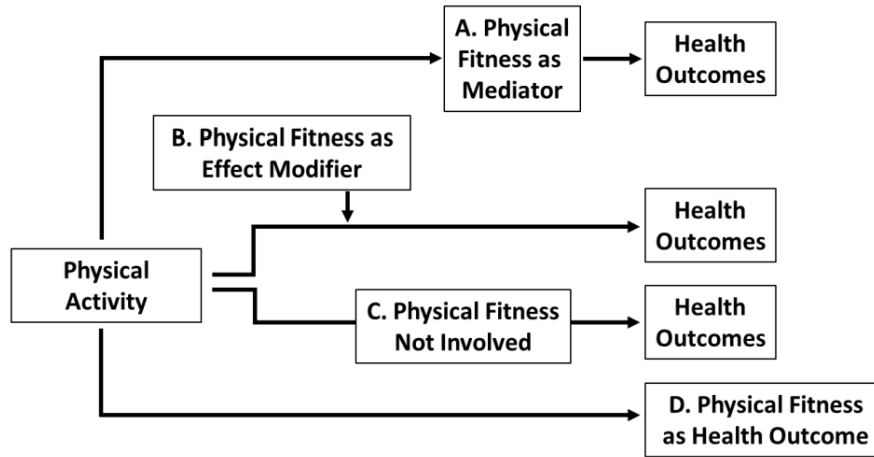 A. Physical
Fitness as
Mediator
Health
Outcomes
B. Physical Fitness as
Effect Modifier
Health
Outcomes
Physical
Activity
C. Physical Fitness
Not Involved
Health
Outcomes
D. Physical Fitness
as Health Outcome